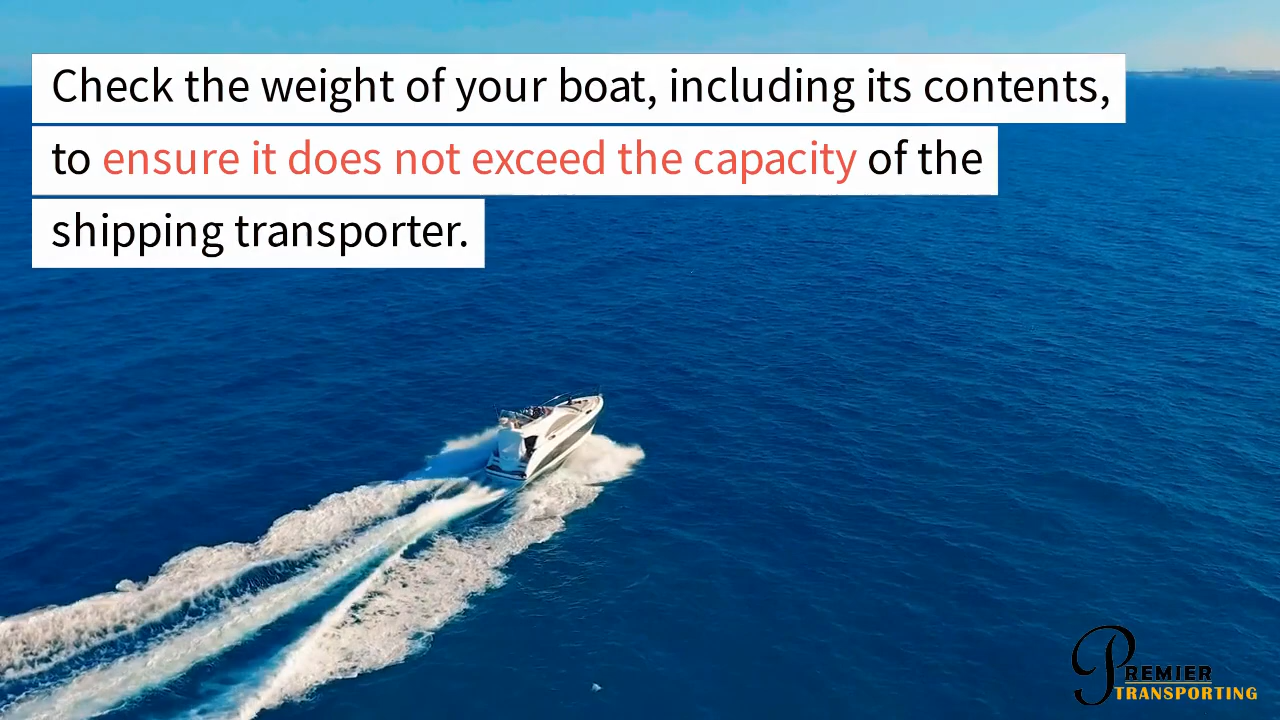 Check the weight of your boat, including its contents,
to ensure it does not exceed the capacity of the
shipping transporter.
PREMIER
TRANSPORTING